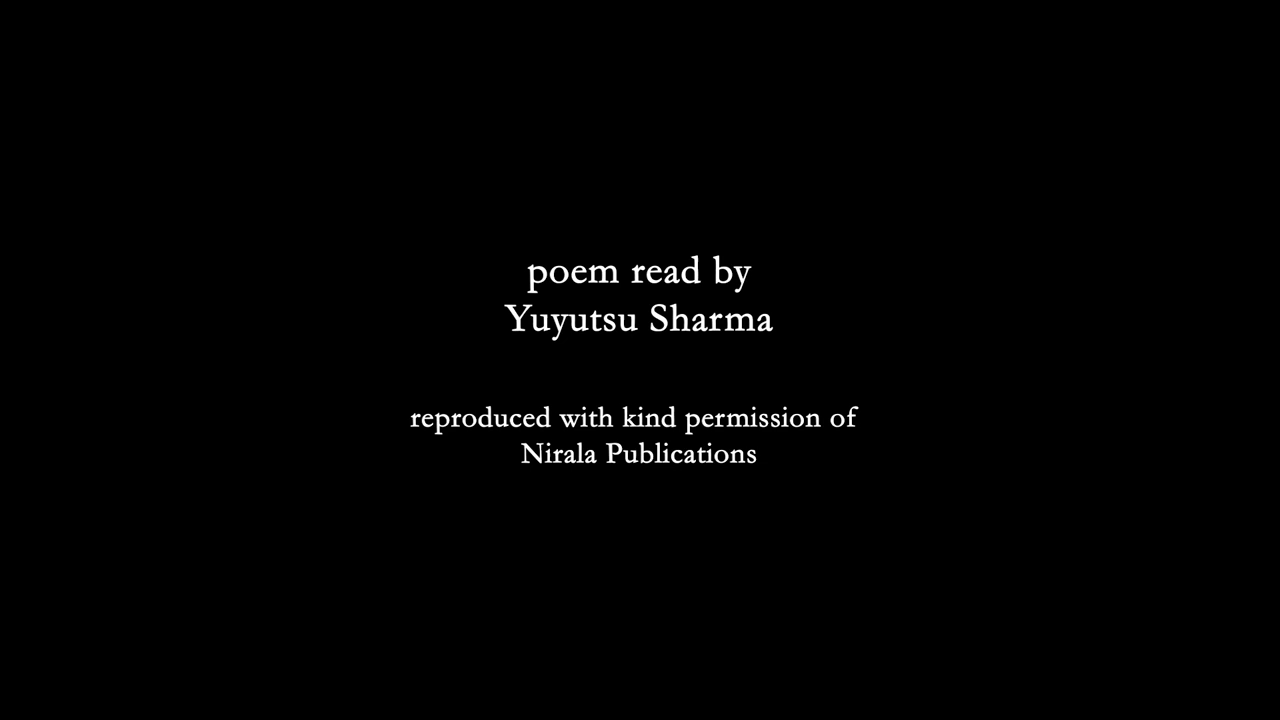 poem read by
Yuyutsu Sharma
reproduced with kind permission of
Nirala Publications